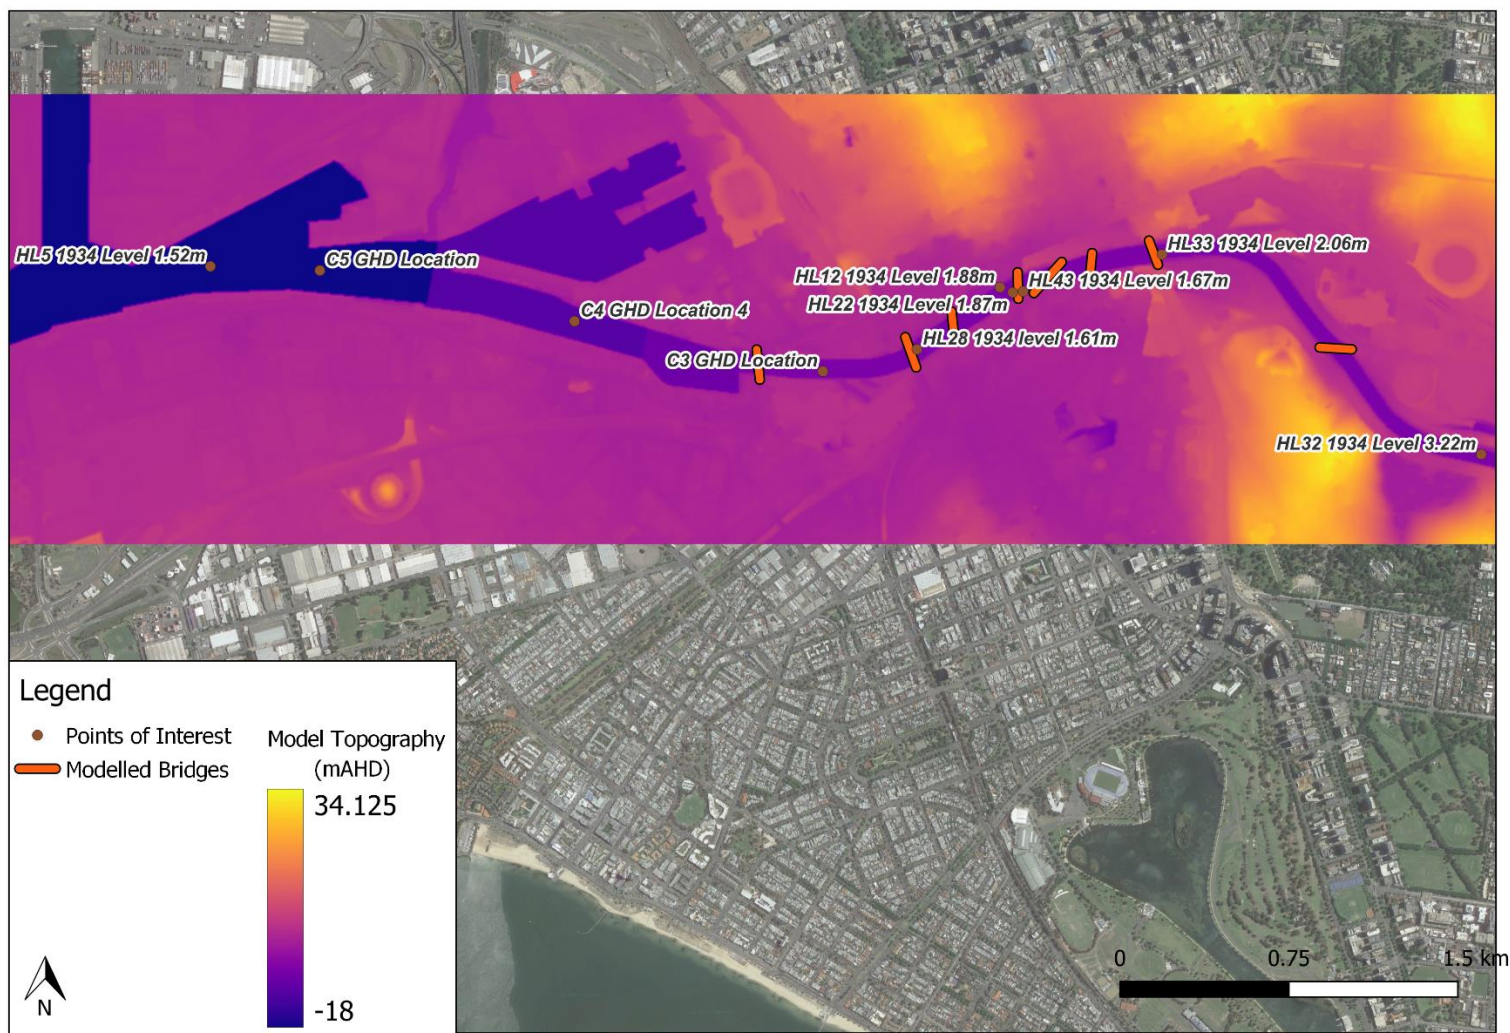 HL5 1934 Level 1.52m
C5 GHD Location
HL33 1934 Level 2.06m
HL12 1934 Level 1.88m
HL43 1934 Level 1.67m
HL22 1934 Level 1.87m
C4 GHD Location 4
HL28 1934 level 1.61m
C3 GHD Location
HL32 1934 Level 3.22m
Legend
Points of Interest
Modelled Bridges
Model Topography
(mAHD)
34.125
-18
N
0 0.75 1.5 km